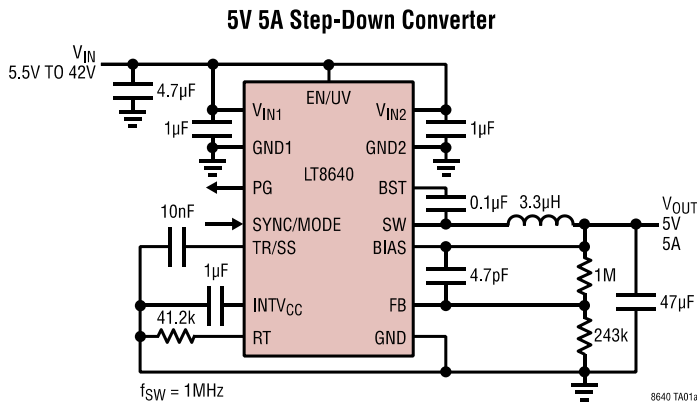 5V 5A Step-Down Converter
VIN
5.5V TO 42V
4.7µF
1µF
VIN1
EN/UV
VIN2
1µF
GND1
GND2
LT8640
PG
BST
0.1µF
3.3µH
VOUT
5V
5A
10nF
SYNC/MODE
SW
TR/SS
BIAS
1µF
4.7pF
1M
INTVCC
FB
47µF
41.2k
RT
GND
243k
fSW = 1MHz
8640 TA01a